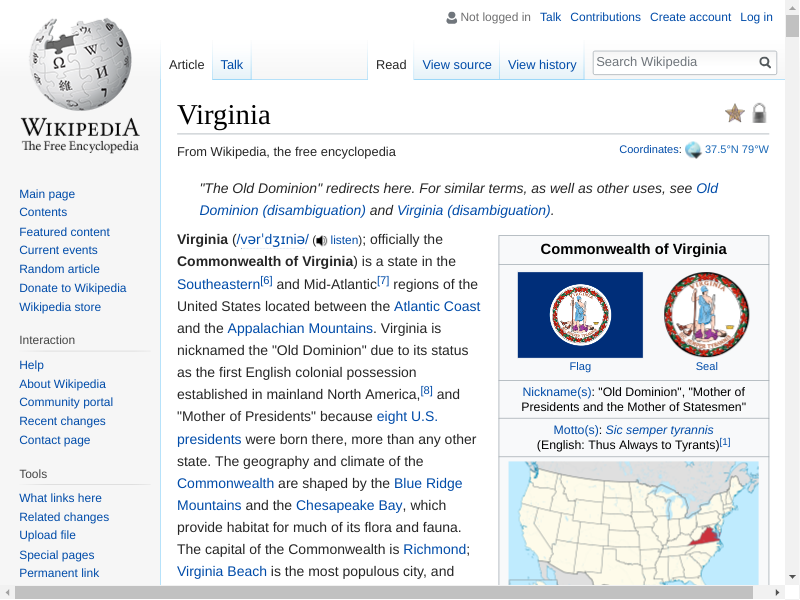 Not logged in Talk Contributions Create account Log in
Article Talk Read View source View history Search Wikipedia
WIKIPEDIA
The Free Encyclopedia
Main page
Contents
Featured content
Current events
Random article
Donate to Wikipedia
Wikipedia store
Interaction
Help
About Wikipedia
Community portal
Recent changes
Contact page
Tools
What links here
Related changes
Upload file
Special pages
Permanent link
Virginia
From Wikipedia, the free encyclopedia
Coordinates: 37.5°N 79°W
"The Old Dominion" redirects here. For similar terms, as well as other uses, see Old
Dominion (disambiguation) and Virginia (disambiguation).
Virginia (/vərˈdʒɪniə/ (listen); officially the
Commonwealth of Virginia) is a state in the
Southeastern[6] and Mid-Atlantic[7] regions of the
United States located between the Atlantic Coast
and the Appalachian Mountains. Virginia is
nicknamed the "Old Dominion" due to its status
as the first English colonial possession
established in mainland North America,[8] and
"Mother of Presidents" because eight U.S.
presidents were born there, more than any other
state. The geography and climate of the
Commonwealth are shaped by the Blue Ridge
Mountains and the Chesapeake Bay, which
provide habitat for much of its flora and fauna.
The capital of the Commonwealth is Richmond;
Virginia Beach is the most populous city, and
Commonwealth of Virginia
VIRGINIA
Flag Seal
Nickname(s): "Old Dominion", "Mother of
Presidents and the Mother of Statesmen"
Motto(s): Sic semper tyrannis
(English: Thus Always to Tyrants)[1]